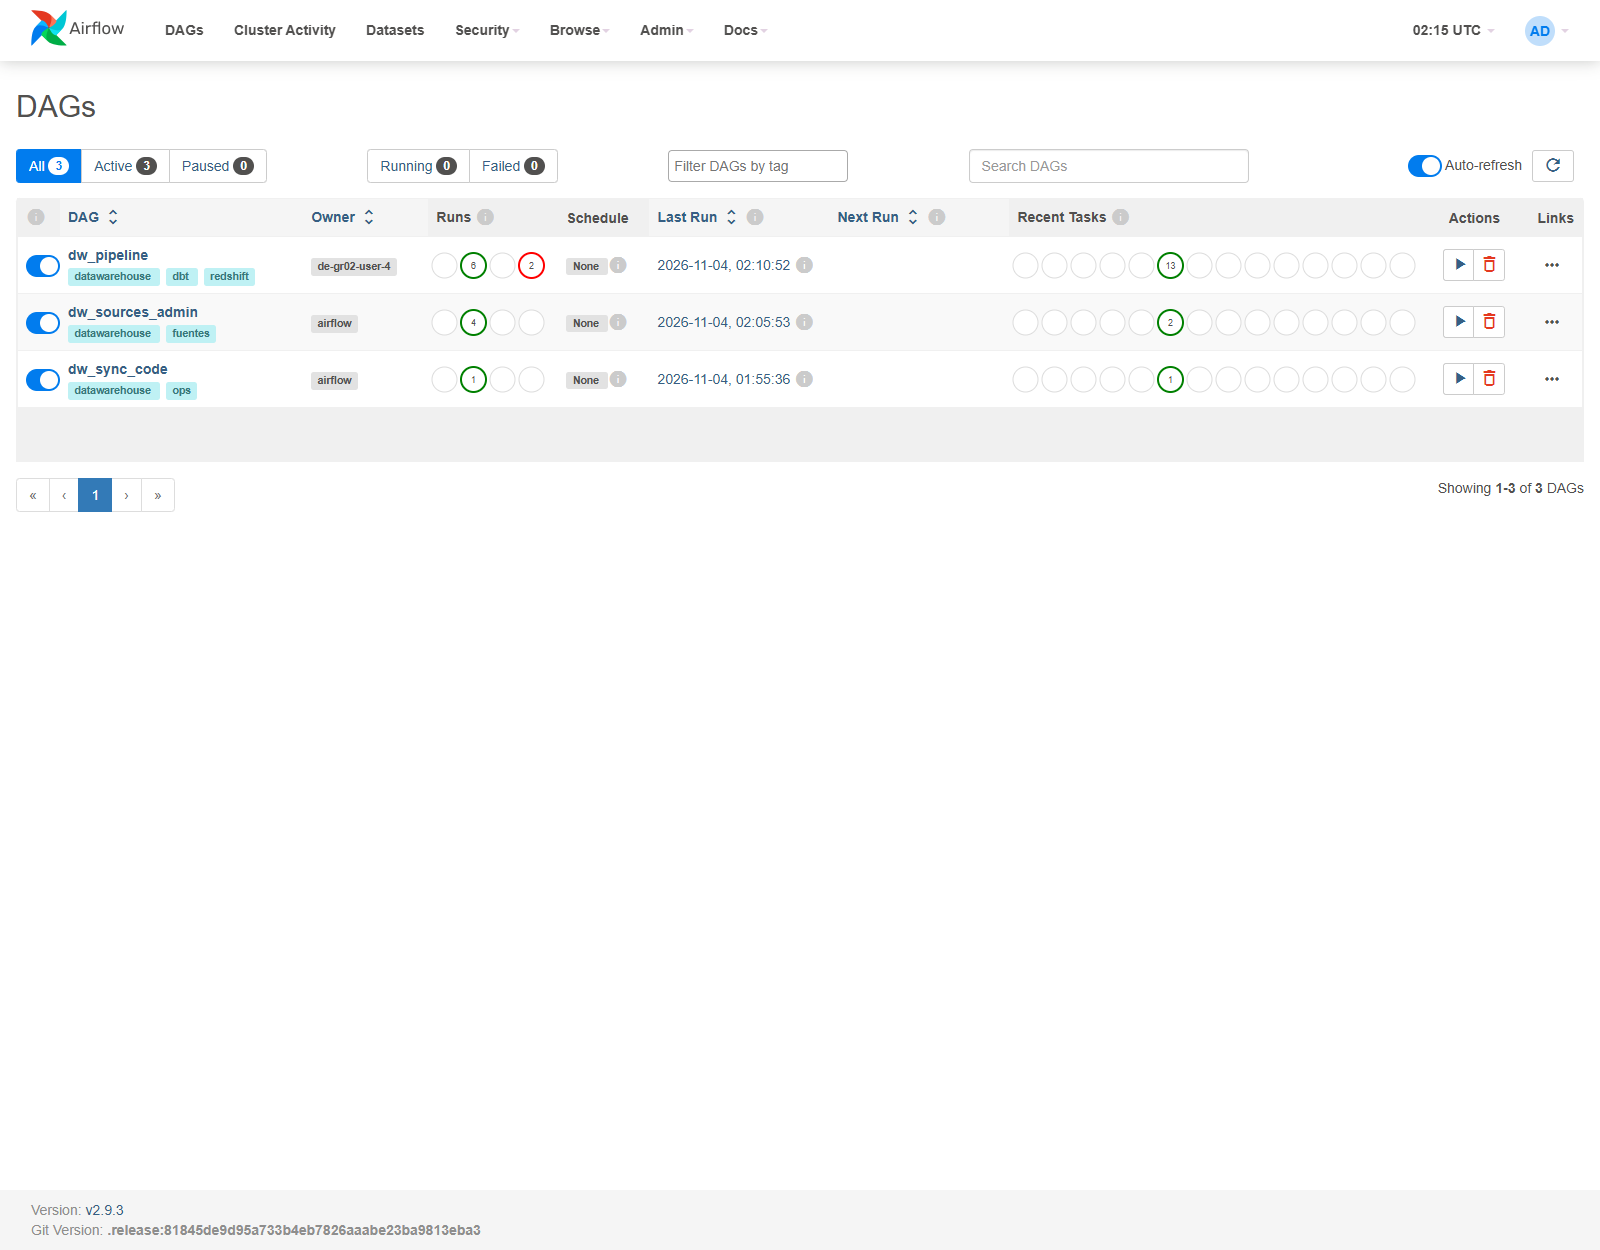 Airflow DAGs Cluster Activity Datasets Security Browse Admin Docs 02:15 UTC AD
DAGs
All 3 Active 3 Paused 0 Running 0 Failed 0 Filter DAGs by tag Search DAGs Auto-refresh
i DAG Owner Runs i Schedule Last Run i Next Run i Recent Tasks i Actions Links
dw_pipeline
datawarehouse dbt redshift de-gr02-user-4 6 2 None i 2026-11-04, 02:10:52 i 13
dw_sources_admin
datawarehouse fuentes airflow 4 None i 2026-11-04, 02:05:53 i 2
dw_sync_code
datawarehouse ops airflow 1 None i 2026-11-04, 01:55:36 i 1
« ‹ 1 › » Showing 1-3 of 3 DAGs
Version: v2.9.3
Git Version: .release:81845de9d95a733b4eb7826aaabe23ba9813eba3